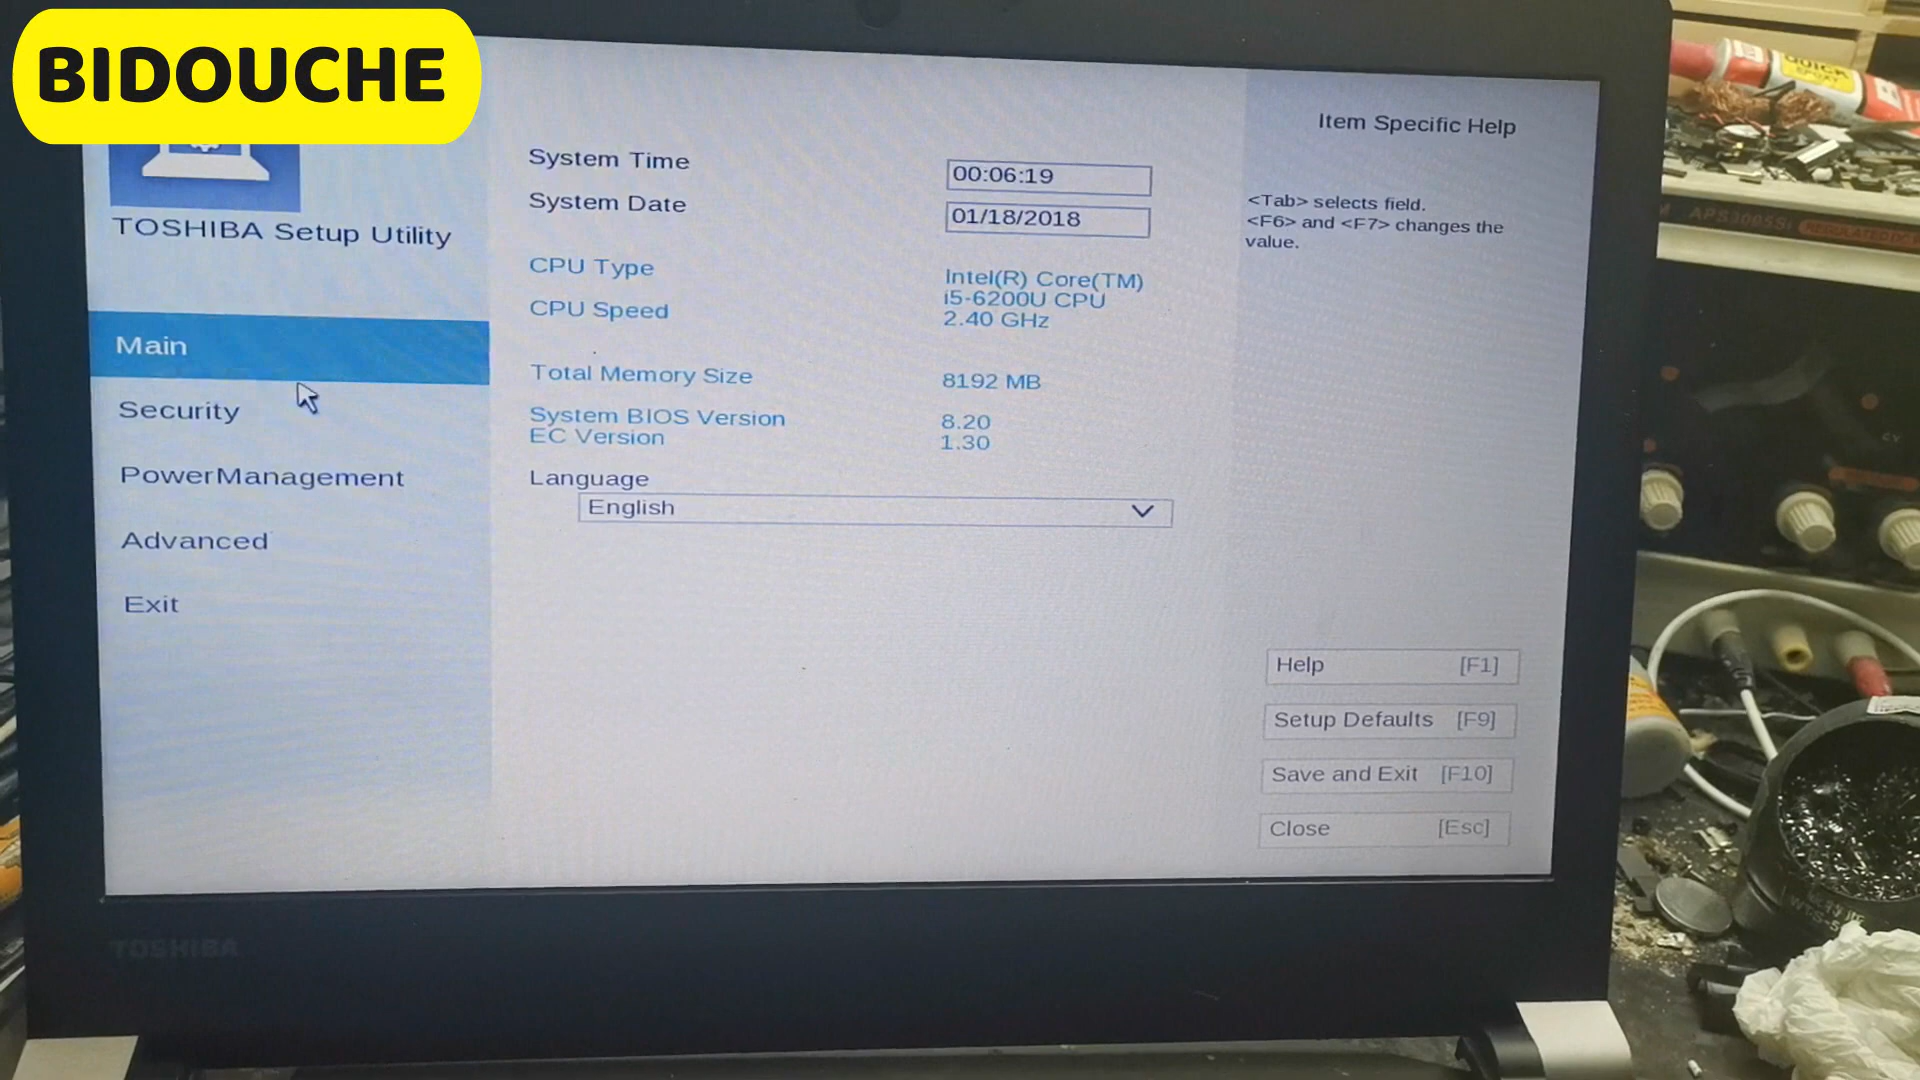 BIDOUCHE
TOSHIBA Setup Utility
Main
Security
PowerManagement
Advanced
Exit
System Time 00:06:19
System Date 01/18/2018
CPU Type Intel(R) Core(TM)
i5-6200U CPU
CPU Speed 2.40 GHz
Total Memory Size 8192 MB
System BIOS Version 8.20
EC Version 1.30
Language
English
Item Specific Help
<Tab> selects field.
<F6> and <F7> changes the
value.
Help [F1]
Setup Defaults [F9]
Save and Exit [F10]
Close [Esc]
TOSHIBA
QUICK
EPOXY